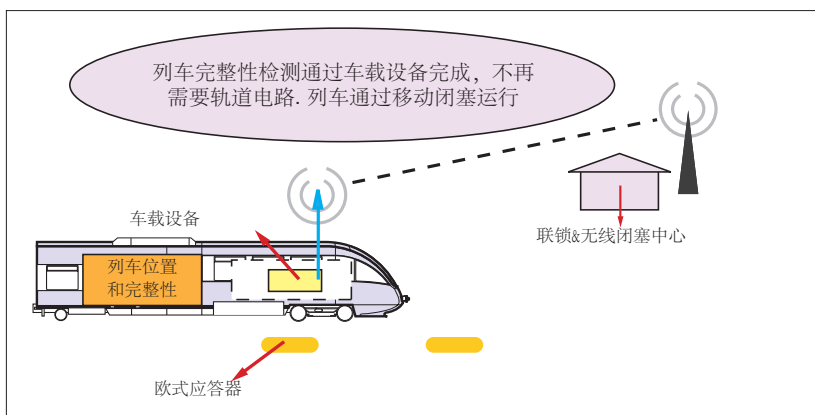 列车完整性检测通过车载设备完成，不再
需要轨道电路. 列车通过移动闭塞运行
车载设备
联锁&无线闭塞中心
列车位置
和完整性
欧式应答器